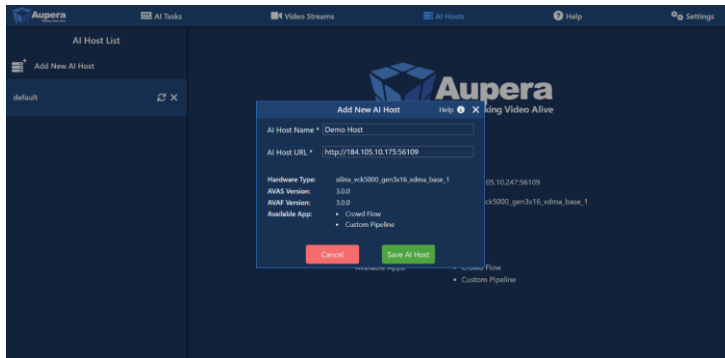 Aupera
AI Tasks
Video Streams
AI Hosts
Help
Settings
AI Host List
Add New AI Host
default
Aupera
king Video Alive
Add New AI Host
Help
AI Host Name *
Demo Host
AI Host URL *
http://184.105.10.175:56109
Hardware Type:
xilinx_vck5000_gen3x16_xdma_base_1
AVAS Version:
3.0.0
AVAF Version:
3.0.0
Available App:
• Crowd Flow
• Custom Pipeline
Cancel
Save AI Host
05.10.247:56109
ck5000_gen3x16_xdma_base_1
Available Apps:
• Crowd Flow
• Custom Pipeline